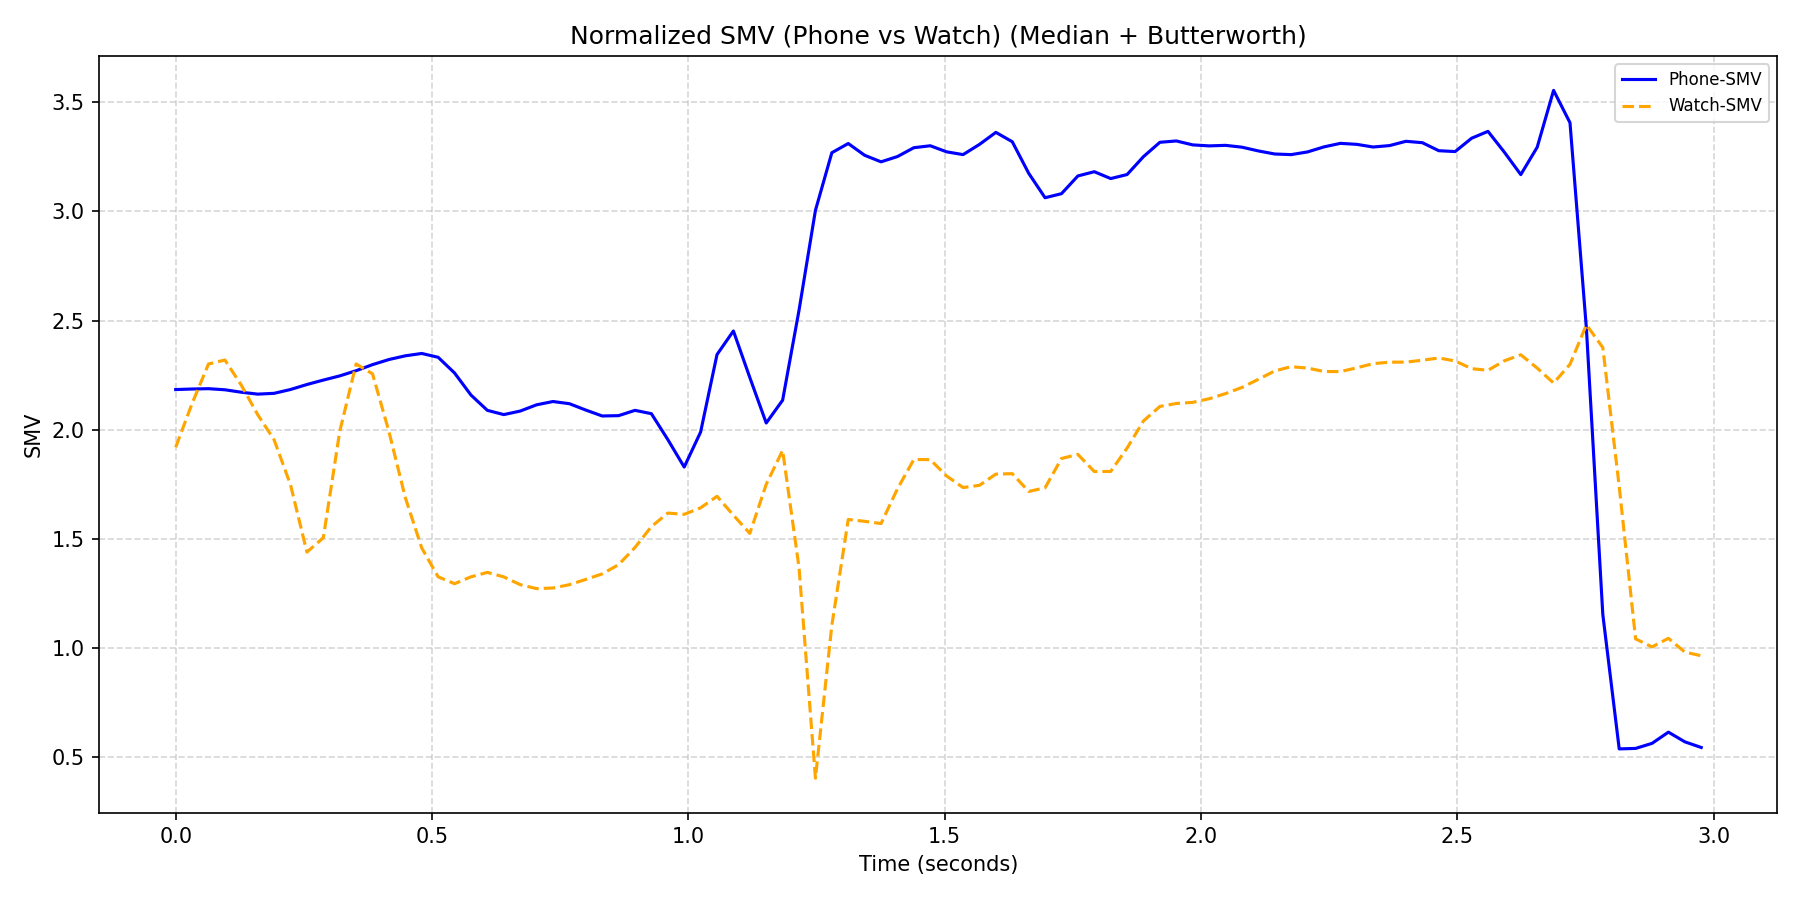 Normalized SMV (Phone vs Watch) (Median + Butterworth)
Phone-SMV
Watch-SMV
3.5
3.0
2.5
2.0
1.5
1.0
0.5
SMV
0.0 0.5 1.0 1.5 2.0 2.5 3.0
Time (seconds)